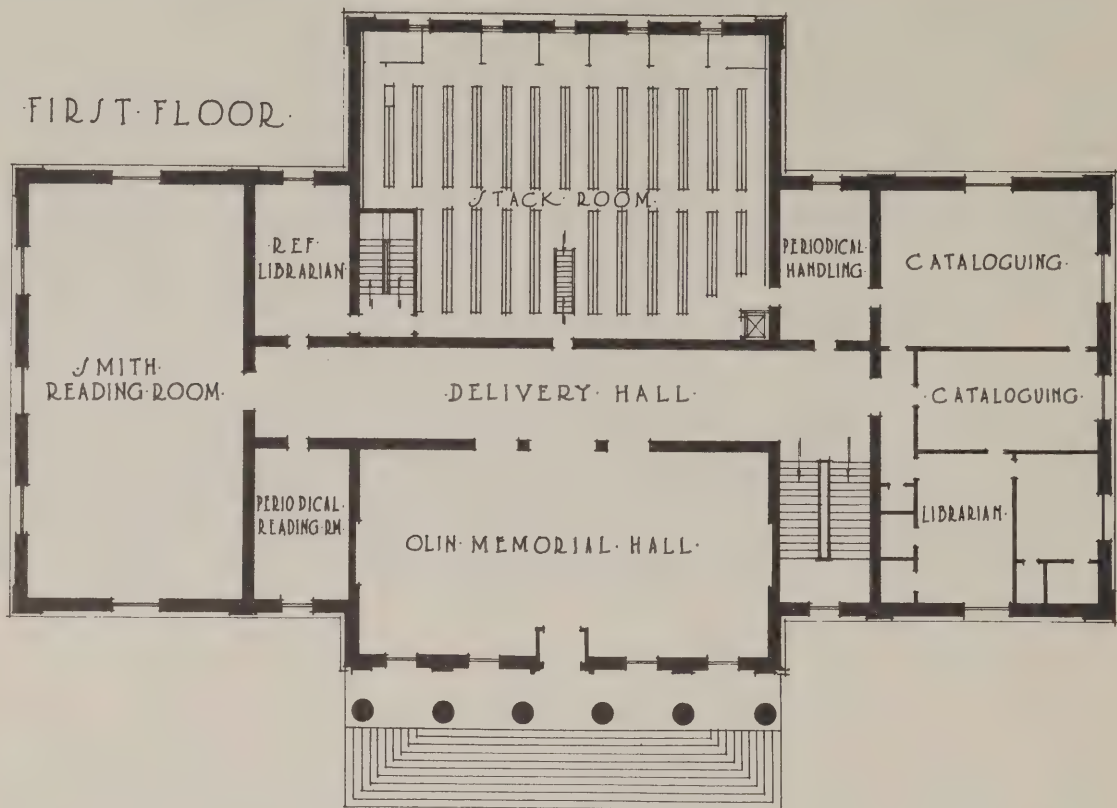 ·FIRST·FLOOR·
·STACK·ROOM·
·REF·
LIBRARIAN·
PERIODICAL·
HANDLING·
CATALOGUING·
·SMITH·
READING·ROOM·
·DELIVERY·HALL·
·CATALOGUING·
PERIODICAL·
READING·RM·
OLIN·MEMORIAL·HALL·
LIBRARIAN·